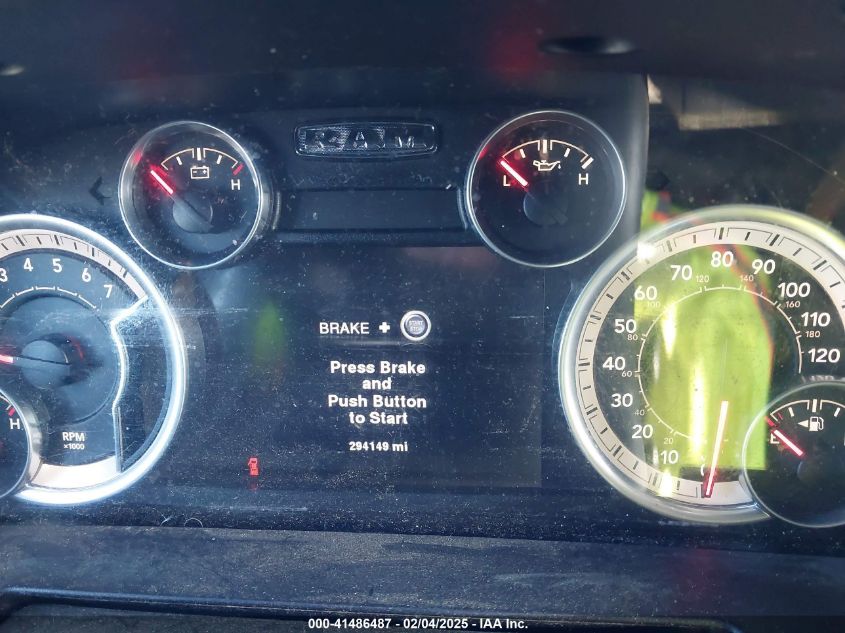 RAM
H
L H
3 4 5 6 7
RPM
x1000
H
BRAKE + START STOP
Press Brake
and
Push Button
to Start
294149 mi
10 20 30 40 50 60 70 80 90 100 110 120
20 40 60 80 100 120 140 160 180
E
000-41486487 - 02/04/2025 - IAA Inc.